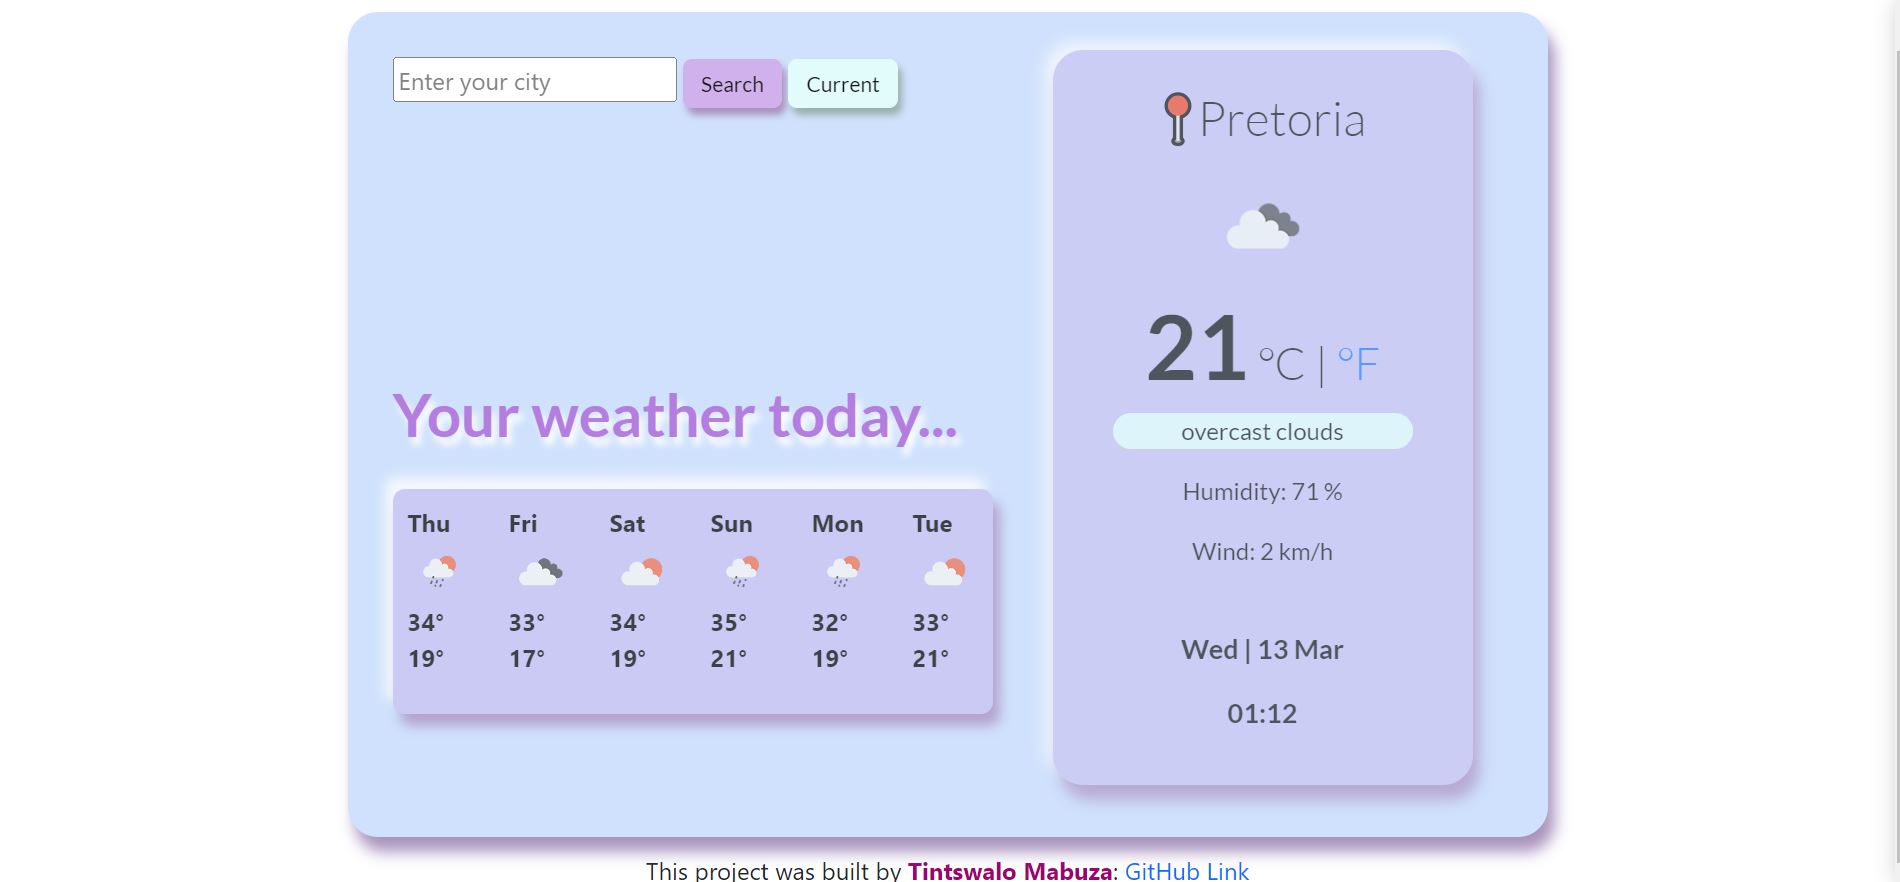 Enter your city
Search
Current
Your weather today...
Thu Fri Sat Sun Mon Tue
34° 33° 34° 35° 32° 33°
19° 17° 19° 21° 19° 21°
Pretoria
21 °C | °F
overcast clouds
Humidity: 71 %
Wind: 2 km/h
Wed | 13 Mar
01:12
This project was built by Tintswalo Mabuza: GitHub Link